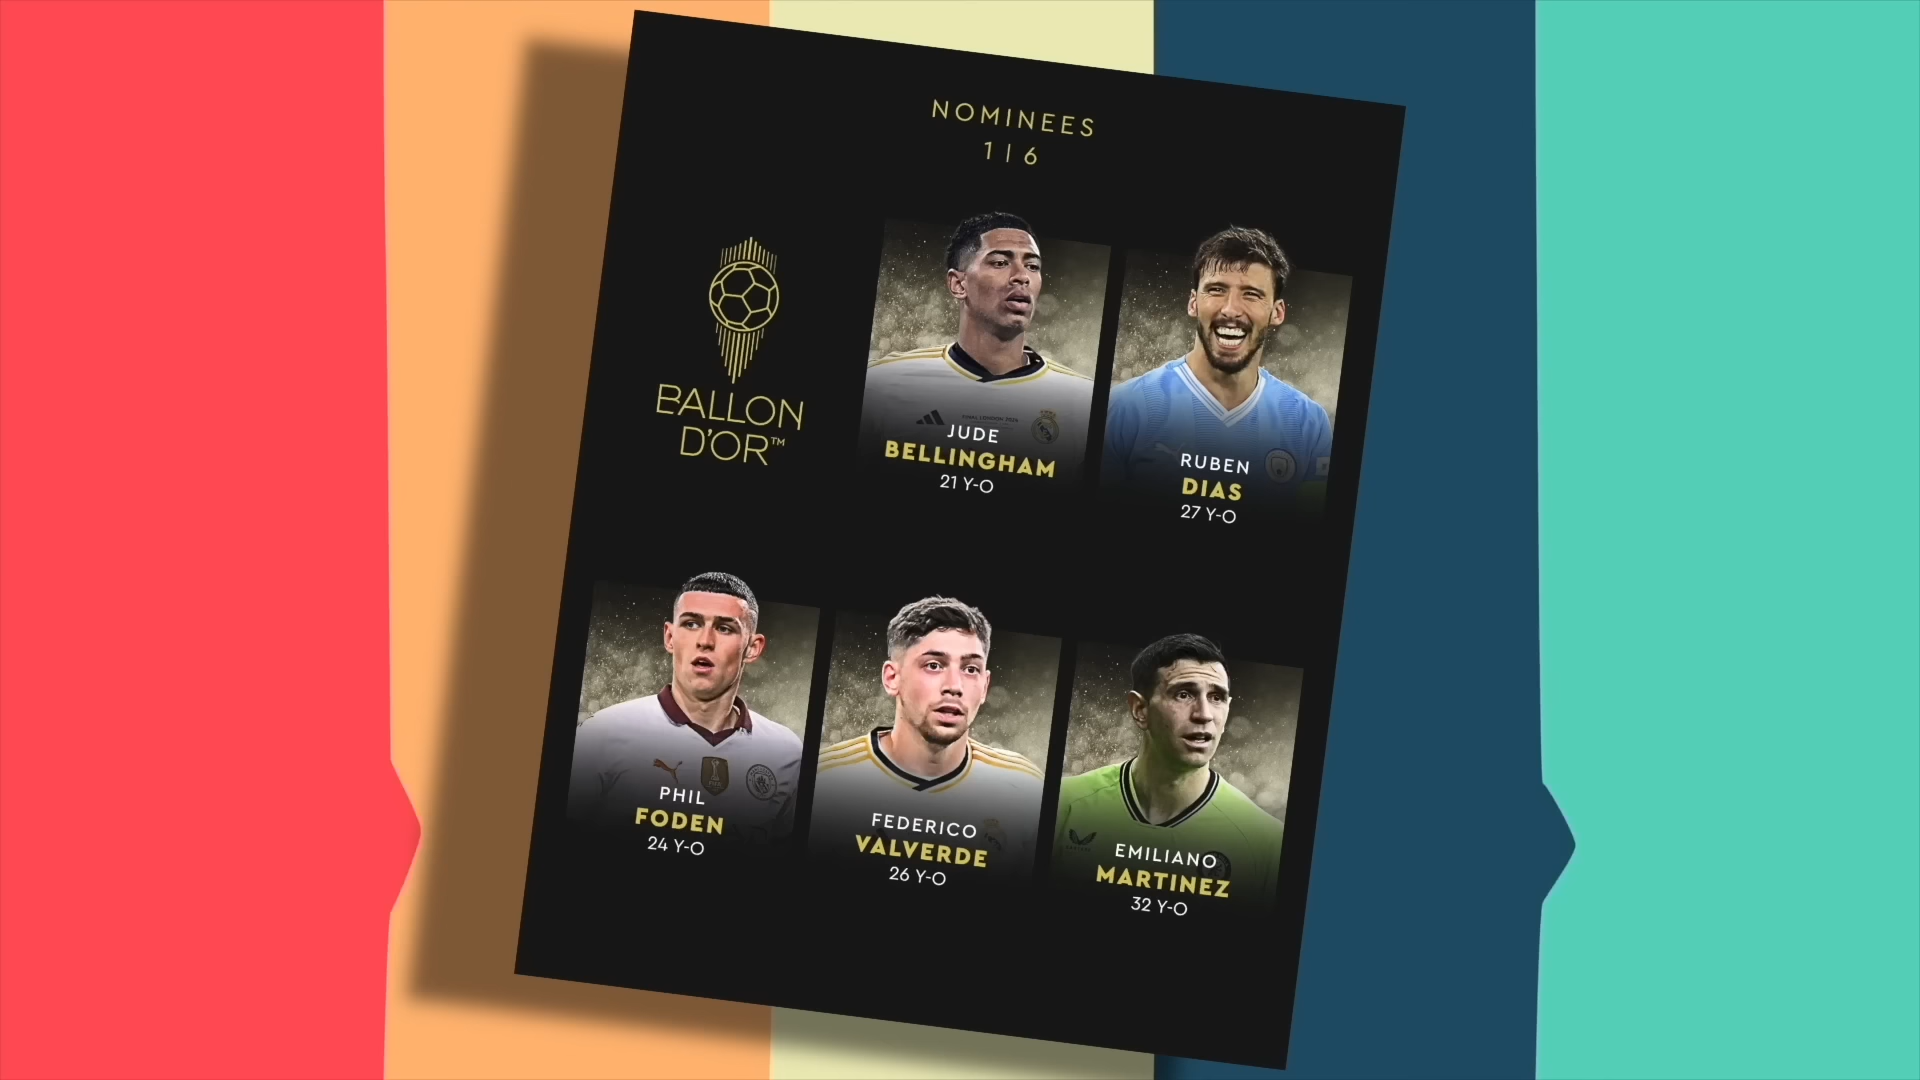 NOMINEES
1 | 6
BALLON
D'OR™
JUDE
BELLINGHAM
21 Y-O
RUBEN
DIAS
27 Y-O
PHIL
FODEN
24 Y-O
FEDERICO
VALVERDE
26 Y-O
EMILIANO
MARTINEZ
32 Y-O